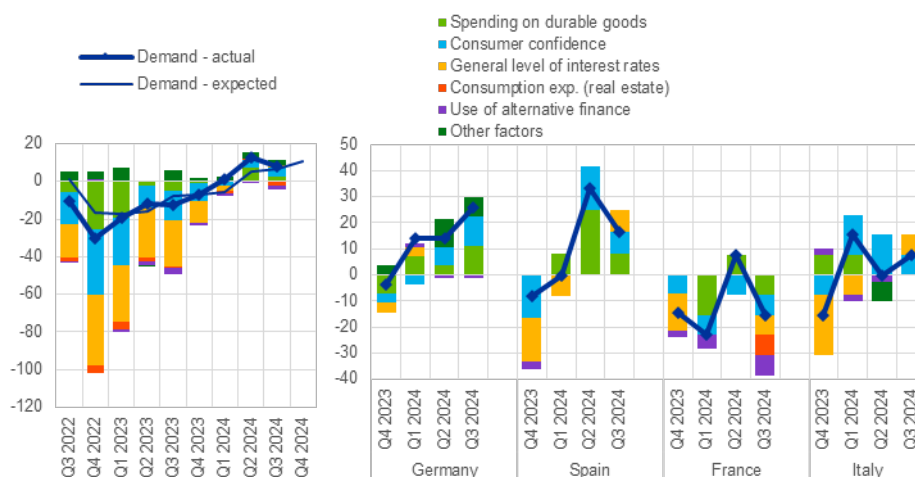 Spending on durable goods
Consumer confidence
General level of interest rates
Consumption exp. (real estate)
Use of alternative finance
Other factors
Demand - actual
Demand - expected
20
0
-20
-40
-60
-80
-100
-120
Q3 2022
Q4 2022
Q1 2023
Q2 2023
Q3 2023
Q4 2023
Q1 2024
Q2 2024
Q3 2024
Q4 2024
50
40
30
20
10
0
-10
-20
-30
-40
Q4 2023
Q1 2024
Q2 2024
Q3 2024
Q4 2023
Q1 2024
Q2 2024
Q3 2024
Q4 2023
Q1 2024
Q2 2024
Q3 2024
Q4 2023
Q1 2024
Q2 2024
Q3 2024
Germany
Spain
France
Italy